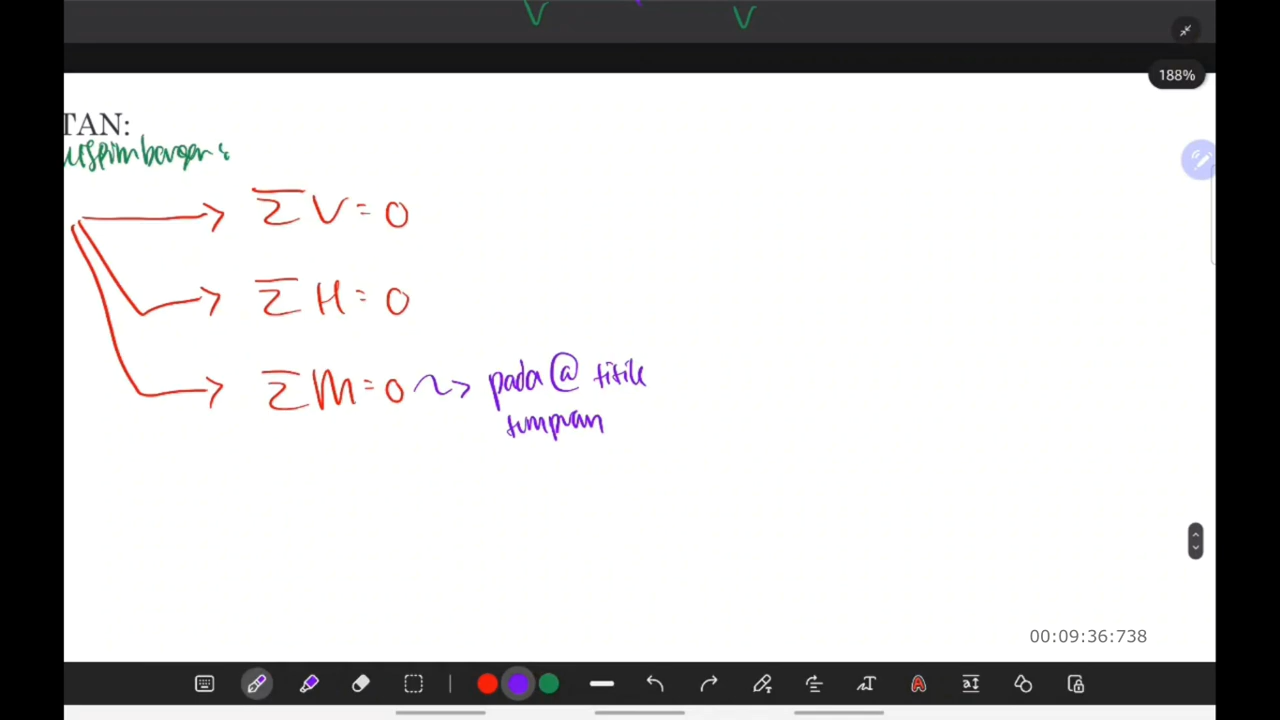 V V
188%
TAN:
ΣV = 0
ΣH = 0
ΣM = 0 ~> pada @ titik
tumpuan
00:09:36:738